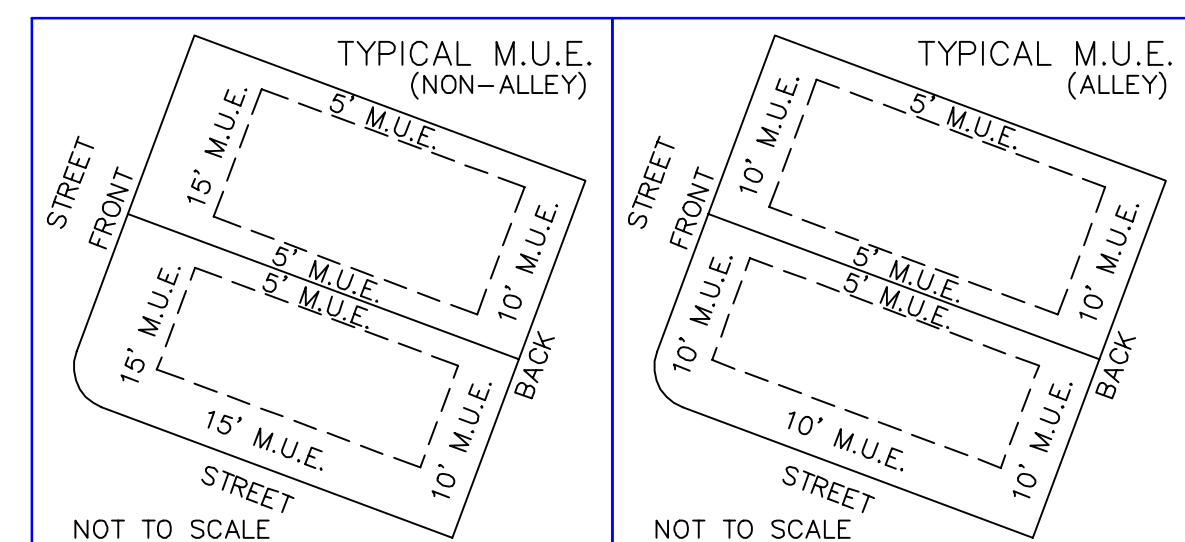 TYPICAL M.U.E.
(NON-ALLEY)
5' M.U.E.
15' M.U.E.
STREET
FRONT
10' M.U.E.
5' M.U.E.
5' M.U.E.
15' M.U.E.
BACK
15' M.U.E.
10' M.U.E.
STREET
NOT TO SCALE
TYPICAL M.U.E.
(ALLEY)
5' M.U.E.
10' M.U.E.
STREET
FRONT
10' M.U.E.
5' M.U.E.
5' M.U.E.
10' M.U.E.
BACK
10' M.U.E.
10' M.U.E.
STREET
NOT TO SCALE